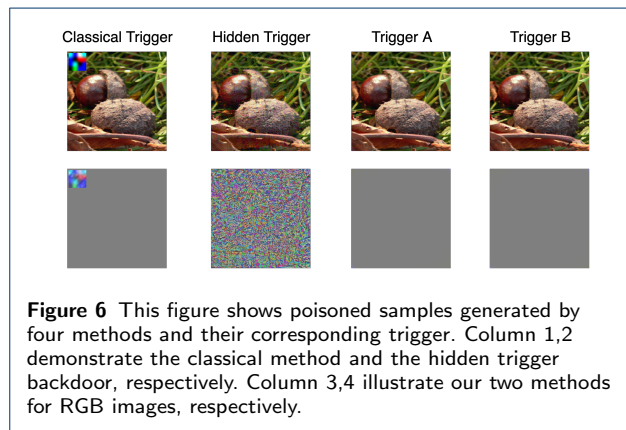 Classical Trigger Hidden Trigger Trigger A Trigger B
Figure 6 This figure shows poisoned samples generated by
four methods and their corresponding trigger. Column 1,2
demonstrate the classical method and the hidden trigger
backdoor, respectively. Column 3,4 illustrate our two methods
for RGB images, respectively.